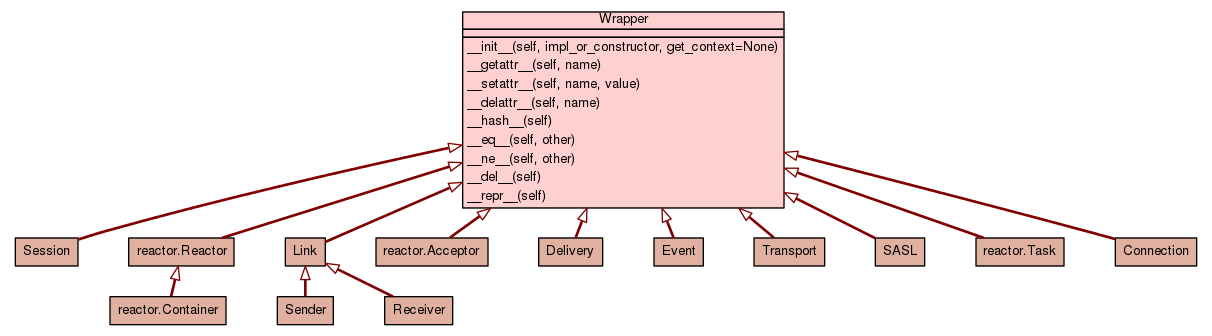 Wrapper
__init__(self, impl_or_constructor, get_context=None)
__getattr__(self, name)
__setattr__(self, name, value)
__delattr__(self, name)
__hash__(self)
__eq__(self, other)
__ne__(self, other)
__del__(self)
__repr__(self)
Session
reactor.Reactor
Link
reactor.Acceptor
Delivery
Event
Transport
SASL
reactor.Task
Connection
reactor.Container
Sender
Receiver